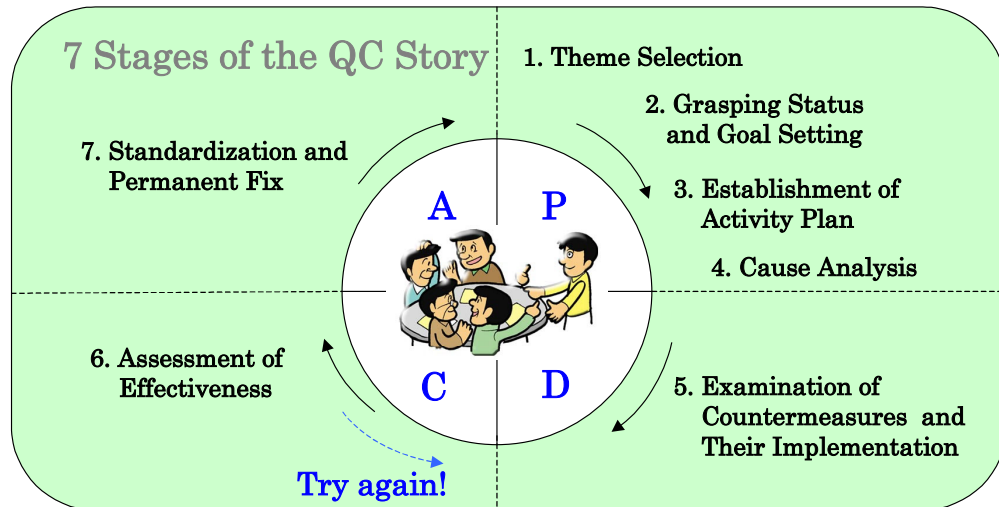 7 Stages of the QC Story
1. Theme Selection
2. Grasping Status
and Goal Setting
3. Establishment of
Activity Plan
4. Cause Analysis
5. Examination of
Countermeasures and
Their Implementation
6. Assessment of
Effectiveness
7. Standardization and
Permanent Fix
A
P
C
D
Try again!